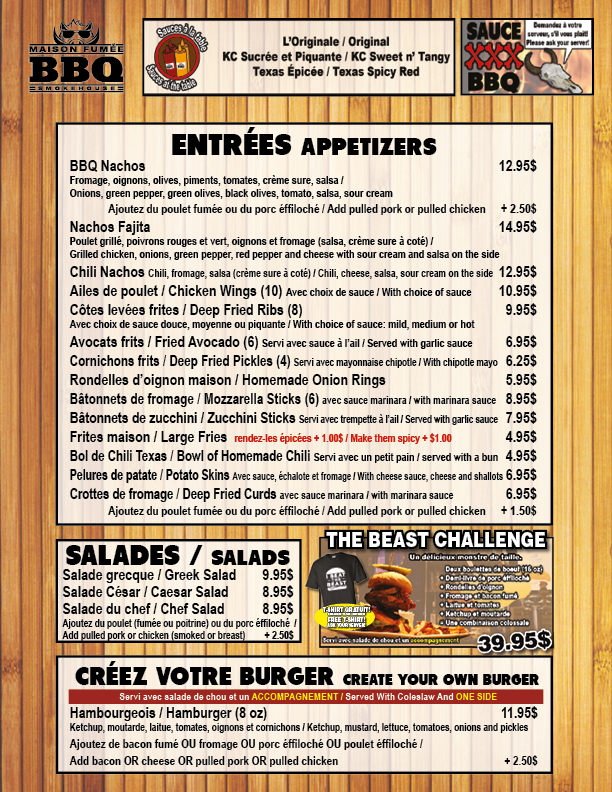 MAISON FUMÉE
BBQ
SMOKEHOUSE
Sauces à la table
Sauces at the table
L'Originale / Original
KC Sucrée et Piquante / KC Sweet n' Tangy
Texas Épicée / Texas Spicy Red
SAUCE
XXX
BBQ
Demandez à votre
serveur, s'il vous plait!
Please ask your server!
ENTRÉES APPETIZERS
BBQ Nachos 12.95$
Fromage, oignons, olives, piments, tomates, crème sure, salsa /
Onions, green pepper, green olives, black olives, tomato, salsa, sour cream
Ajoutez du poulet fumée ou du porc éffiloché / Add pulled pork or pulled chicken + 2.50$
Nachos Fajita 14.95$
Poulet grillé, poivrons rouges et vert, oignons et fromage (salsa, crème sure à coté) /
Grilled chicken, onions, green pepper, red pepper and cheese with sour cream and salsa on the side
Chili Nachos Chili, fromage, salsa (crème sure à coté) / Chili, cheese, salsa, sour cream on the side 12.95$
Ailes de poulet / Chicken Wings (10) Avec choix de sauce / With choice of sauce 10.95$
Côtes levées frites / Deep Fried Ribs (8) 9.95$
Avec choix de sauce douce, moyenne ou piquante / With choice of sauce: mild, medium or hot
Avocats frits / Fried Avocado (6) Servi avec sauce à l'ail / Served with garlic sauce 6.95$
Cornichons frits / Deep Fried Pickles (4) Servi avec mayonnaise chipotle / With chipotle mayo 6.25$
Rondelles d'oignon maison / Homemade Onion Rings 5.95$
Bâtonnets de fromage / Mozzarella Sticks (6) avec sauce marinara / with marinara sauce 8.95$
Bâtonnets de zucchini / Zucchini Sticks Servi avec trempette à l'ail / Served with garlic sauce 7.95$
Frites maison / Large Fries rendez-les épicées + 1.00$ / Make them spicy + $1.00 4.95$
Bol de Chili Texas / Bowl of Homemade Chili Servi avec un petit pain / served with a bun 4.95$
Pelures de patate / Potato Skins Avec sauce, échalote et fromage / With cheese sauce, cheese and shallots 6.95$
Crottes de fromage / Deep Fried Curds avec sauce marinara / with marinara sauce 6.95$
Ajoutez du poulet fumée ou du porc éffiloché / Add pulled pork or pulled chicken + 1.50$
SALADES / SALADS
Salade grecque / Greek Salad 9.95$
Salade César / Caesar Salad 8.95$
Salade du chef / Chef Salad 8.95$
Ajoutez du poulet (fumée ou poitrine) ou du porc éffiloché /
Add pulled pork or chicken (smoked or breast) + 2.50$
THE BEAST CHALLENGE
Un délicieux monstre de taille.
Deux boulettes de boeuf (16 oz)
• Demi-livre de porc éffiloché
• Rondelles d'oignon
• Fromage et bacon fumé
• Laitue et tomates
• Ketchup et moutarde
• Une combinaison colossale
I BEAT
THE BEAST
T-SHIRT GRATUIT!
FREE T-SHIRT!
Servi avec salade de chou et un accompagnement
39.95$
CRÉEZ VOTRE BURGER CREATE YOUR OWN BURGER
Servi avec salade de chou et un ACCOMPAGNEMENT / Served With Coleslaw And ONE SIDE
Hambourgeois / Hamburger (8 oz) 11.95$
Ketchup, moutarde, laitue, tomates, oignons et cornichons / Ketchup, mustard, lettuce, tomatoes, onions and pickles
Ajoutez de bacon fumé OU fromage OU porc éffiloché OU poulet éffiloché /
Add bacon OR cheese OR pulled pork OR pulled chicken + 2.50$